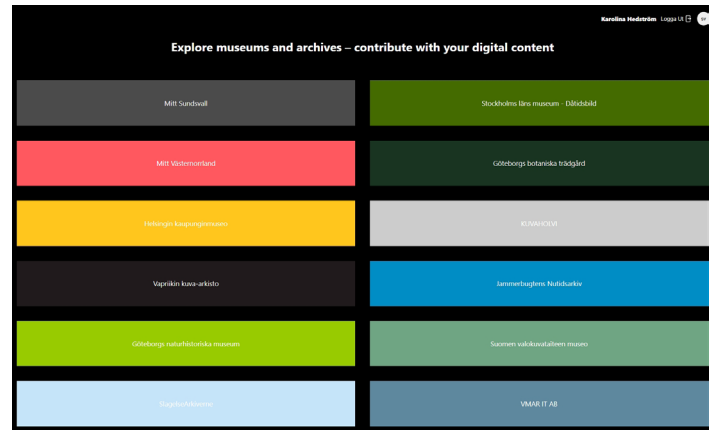 Karolina Hedström Logga Ut sv
Explore museums and archives – contribute with your digital content
Mitt Sundsvall
Stockholms läns museum - Dåtidsbild
Mitt Västernorrland
Göteborgs botaniska trädgård
Helsingin kaupunginmuseo
KUVAHOLVI
Vapriikin kuva-arkisto
Jammerbugtens Nutidsarkiv
Göteborgs naturhistoriska museum
Suomen valokuvataiteen museo
SlagelseArkiverne
VMAR IT AB